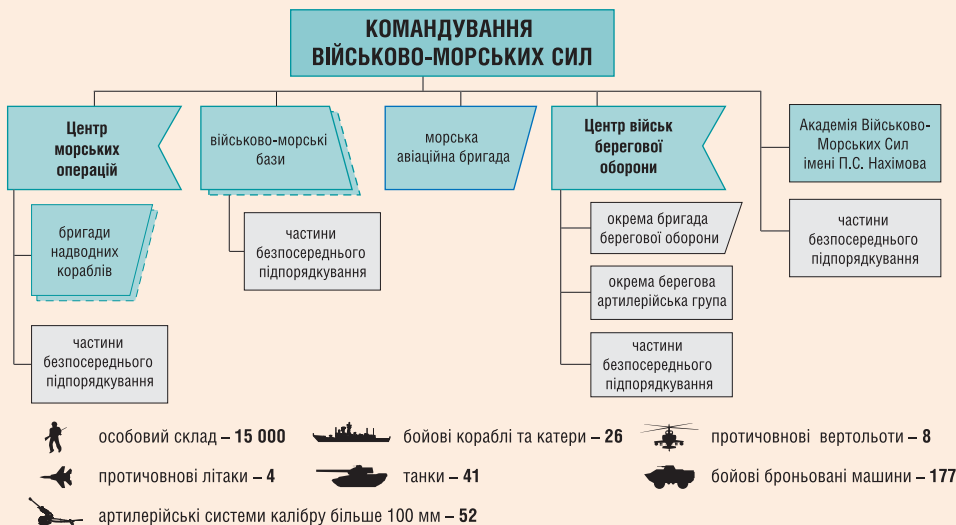 КОМАНДУВАННЯ
ВІЙСЬКОВО-МОРСЬКИХ СИЛ
Центр
морських
операцій
бригади
надводних
кораблів
частини
безпосереднього
підпорядкування
військово-морські
бази
частини
безпосереднього
підпорядкування
морська
авіаційна бригада
Центр військ
берегової
оборони
окрема бригада
берегової оборони
окрема берегова
артилерійська група
частини
безпосереднього
підпорядкування
Академія Військово-
Морських Сил
імені П.С. Нахімова
частини
безпосереднього
підпорядкування
особовий склад – 15 000
бойові кораблі та катери – 26
протичовнові вертольоти – 8
протичовнові літаки – 4
танки – 41
бойові броньовані машини – 177
артилерійські системи калібру більше 100 мм – 52